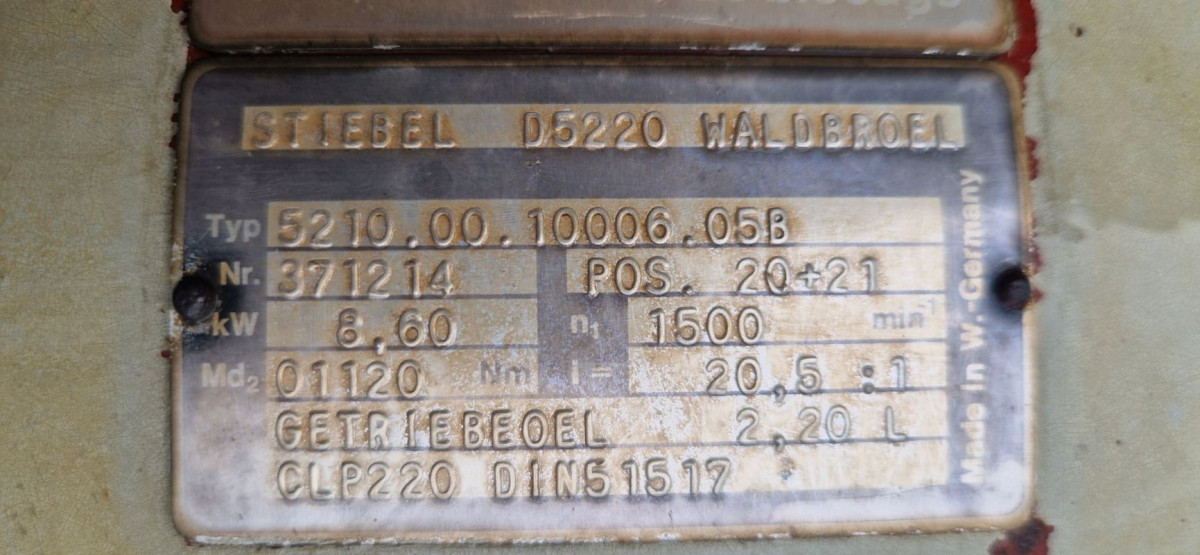 STIEBEL D5220 WALDBROEL
Typ 5210.00.10006.05B
Nr. 371214 POS. 20+21
kW 8,60 n1 1500 min-1
Md2 01120 Nm i = 20,5 :1
GETRIEBEOEL 2,20 L
CLP220 DIN51517
Made in W.-Germany